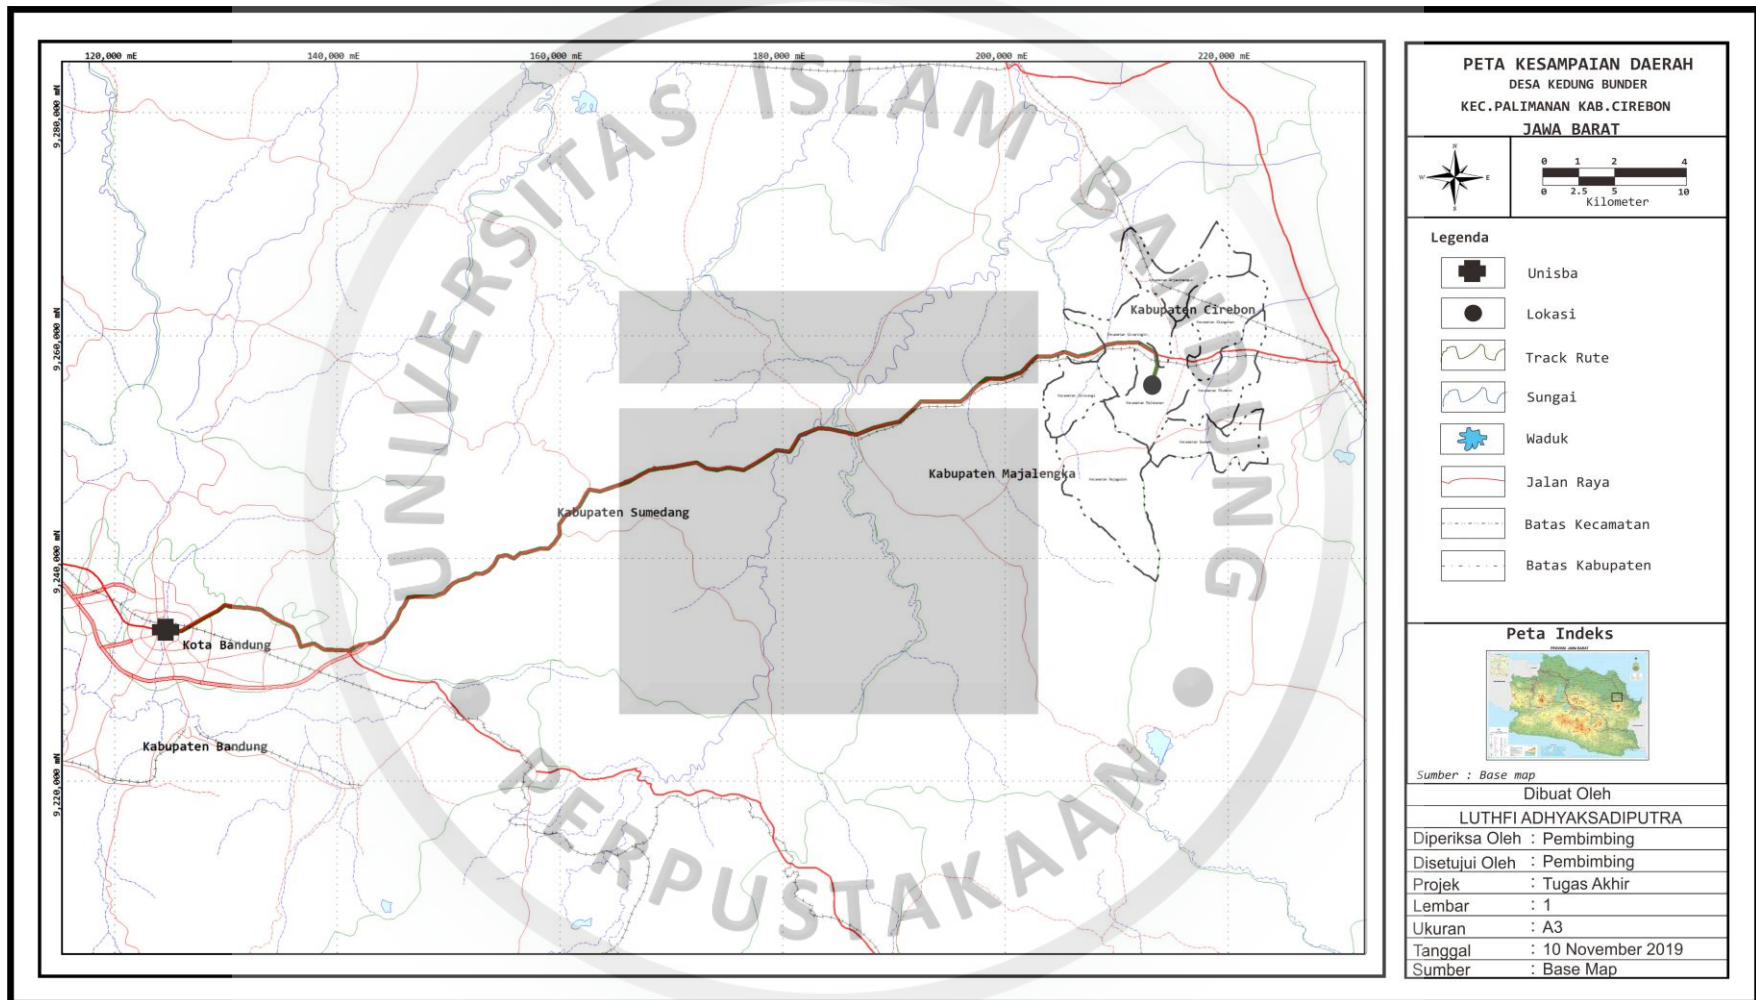 120,000 mE
140,000 mE
160,000 mE
180,000 mE
200,000 mE
220,000 mE
9,280,000 mN
9,260,000 mN
9,240,000 mN
9,220,000 mN
UNIVERSITAS ISLAM BANDUNG
PERPUSTAKAAN
Kabupaten Cirebon
Kabupaten Majalengka
Kabupaten Sumedang
Kota Bandung
Kabupaten Bandung
PETA KESAMPAIAN DAERAH
DESA KEDUNG BUNDER
KEC.PALIMANAN KAB.CIREBON
JAWA BARAT
N
W E
S
0 1 2 4
0 2.5 5 10
Kilometer
Legenda
Unisba
Lokasi
Track Rute
Sungai
Waduk
Jalan Raya
Batas Kecamatan
Batas Kabupaten
Peta Indeks
PROVINSI JAWA BARAT
Sumber : Base map
Dibuat Oleh
LUTHFI ADHYAKSADIPUTRA
Diperiksa Oleh : Pembimbing
Disetujui Oleh : Pembimbing
Projek : Tugas Akhir
Lembar : 1
Ukuran : A3
Tanggal : 10 November 2019
Sumber : Base Map